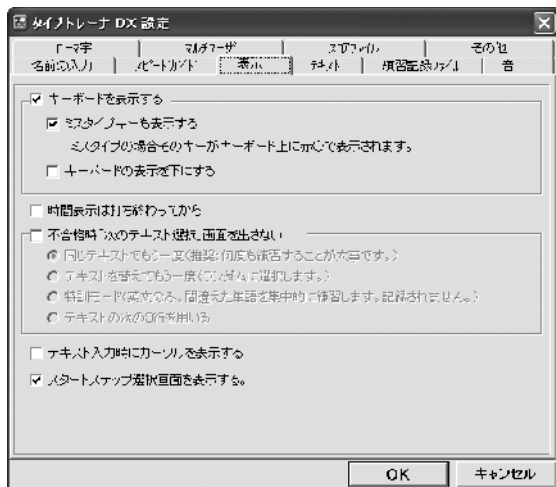 タイプトレーナ DX 設定
ローマ字 マルチユーザ スピファイル その他
名前の入力 スピードガイド 表示 テキスト 練習記録ファイル 音
キーボードを表示する
ミスタイプキーも表示する
ミスタイプの場合そのキーがキーボード上に赤色で表示されます。
キーボードの表示を下にする
時間表示は打ち終わってから
不合格時「次のテキスト選択」画面を出さない
同じテキストでもう一度(推奨:何度も練習することが大事です。)
テキストを替えてもう一度(ランダムに選択します。)
特訓モード(英文のみ。間違えた単語を集中的に練習します。記録されません。)
テキストの次の行を用いる
テキスト入力時にカーソルを表示する
スタートステップ選択画面を表示する。
OK キャンセル